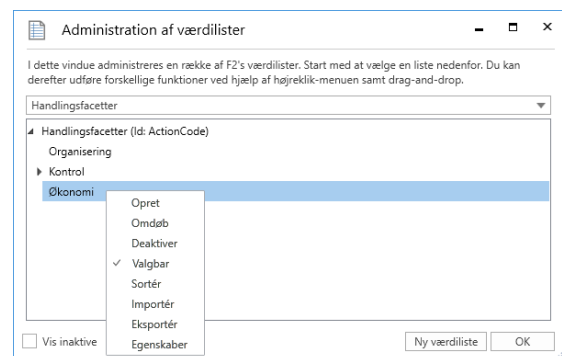 Administration af værdilister
I dette vindue administreres en række af F2's værdilister. Start med at vælge en liste nedenfor. Du kan
derefter udføre forskellige funktioner ved hjælp af højreklik-menuen samt drag-and-drop.
Handlingsfacetter
Handlingsfacetter (Id: ActionCode)
Organisering
Kontrol
Økonomi
Opret
Omdøb
Deaktiver
Valgbar
Sortér
Importér
Eksportér
Egenskaber
Vis inaktive
Ny værdiliste
OK